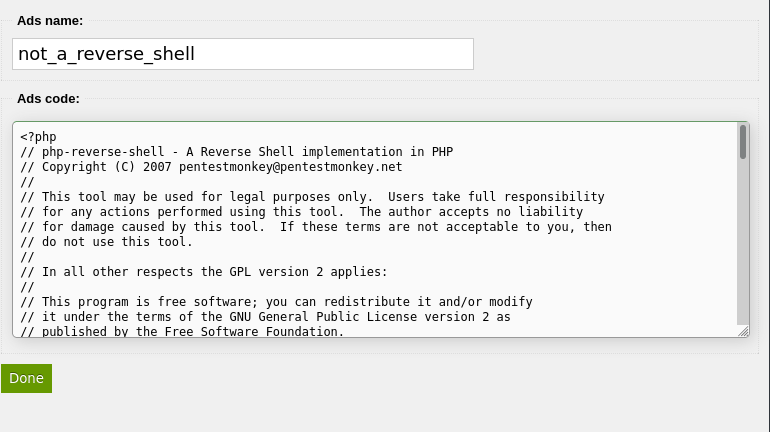 Ads name:
not_a_reverse_shell
Ads code:
<?php
// php-reverse-shell - A Reverse Shell implementation in PHP
// Copyright (C) 2007 pentestmonkey@pentestmonkey.net
//
// This tool may be used for legal purposes only.  Users take full responsibility
// for any actions performed using this tool.  The author accepts no liability
// for damage caused by this tool.  If these terms are not acceptable to you, then
// do not use this tool.
//
// In all other respects the GPL version 2 applies:
//
// This program is free software; you can redistribute it and/or modify
// it under the terms of the GNU General Public License version 2 as
// published by the Free Software Foundation.
Done